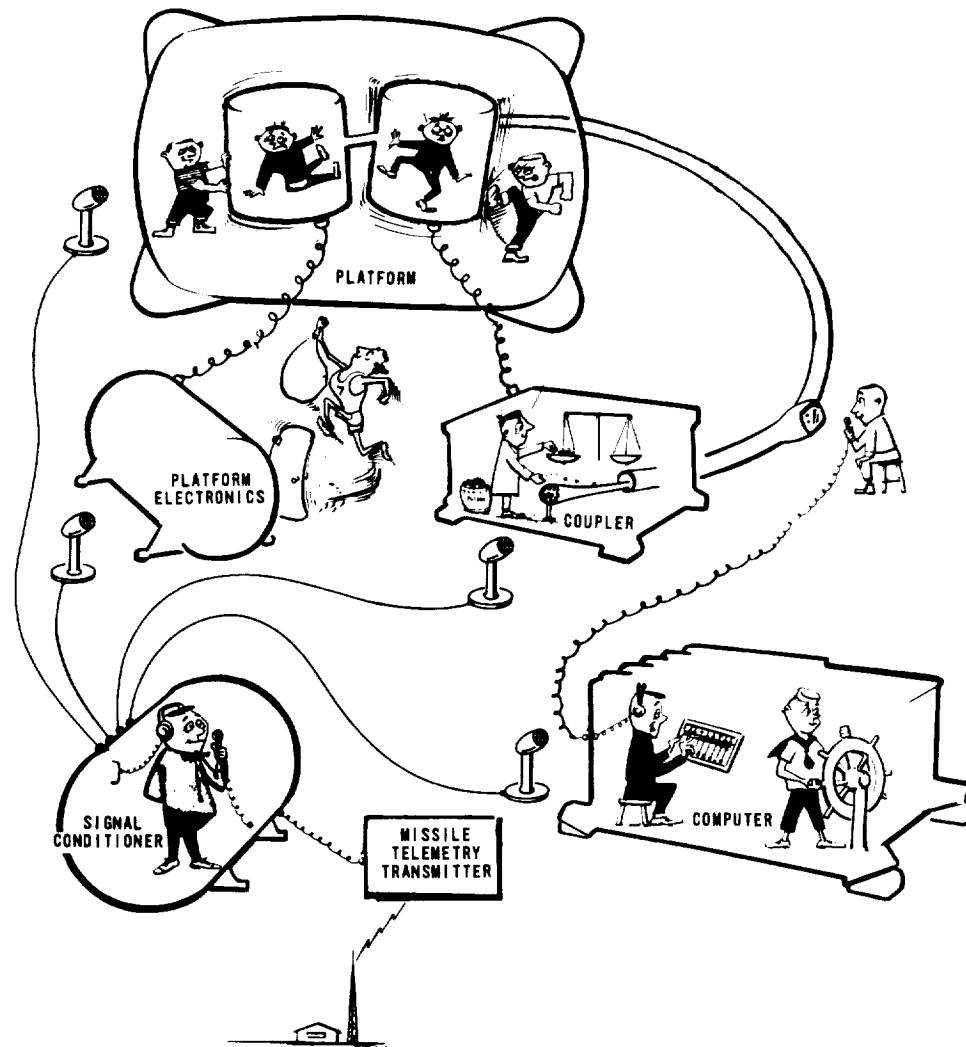 PLATFORM
PLATFORM
ELECTRONICS
COUPLER
SIGNAL
CONDITIONER
MISSILE
TELEMETRY
TRANSMITTER
COMPUTER